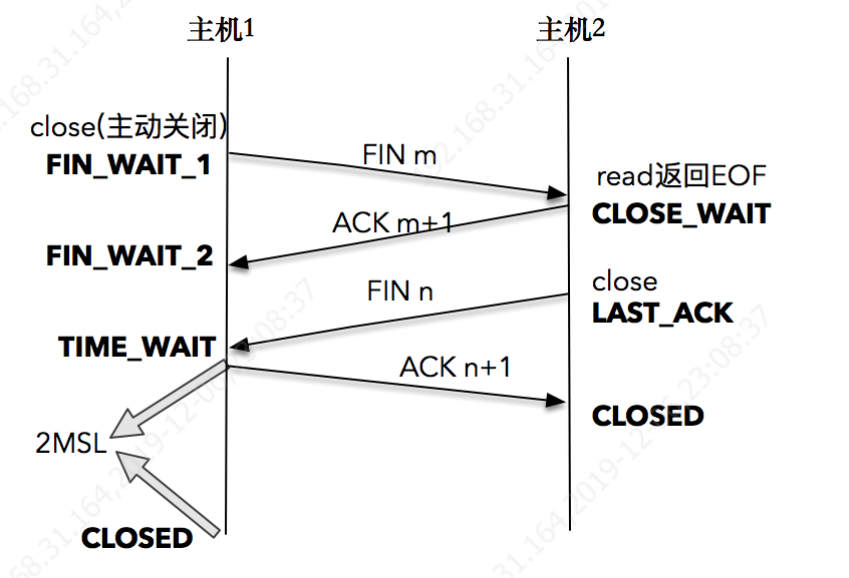 主机1
主机2
close(主动关闭)
FIN_WAIT_1
FIN m
read返回EOF
CLOSE_WAIT
ACK m+1
FIN_WAIT_2
close
FIN n
LAST_ACK
TIME_WAIT
ACK n+1
CLOSED
2MSL
CLOSED